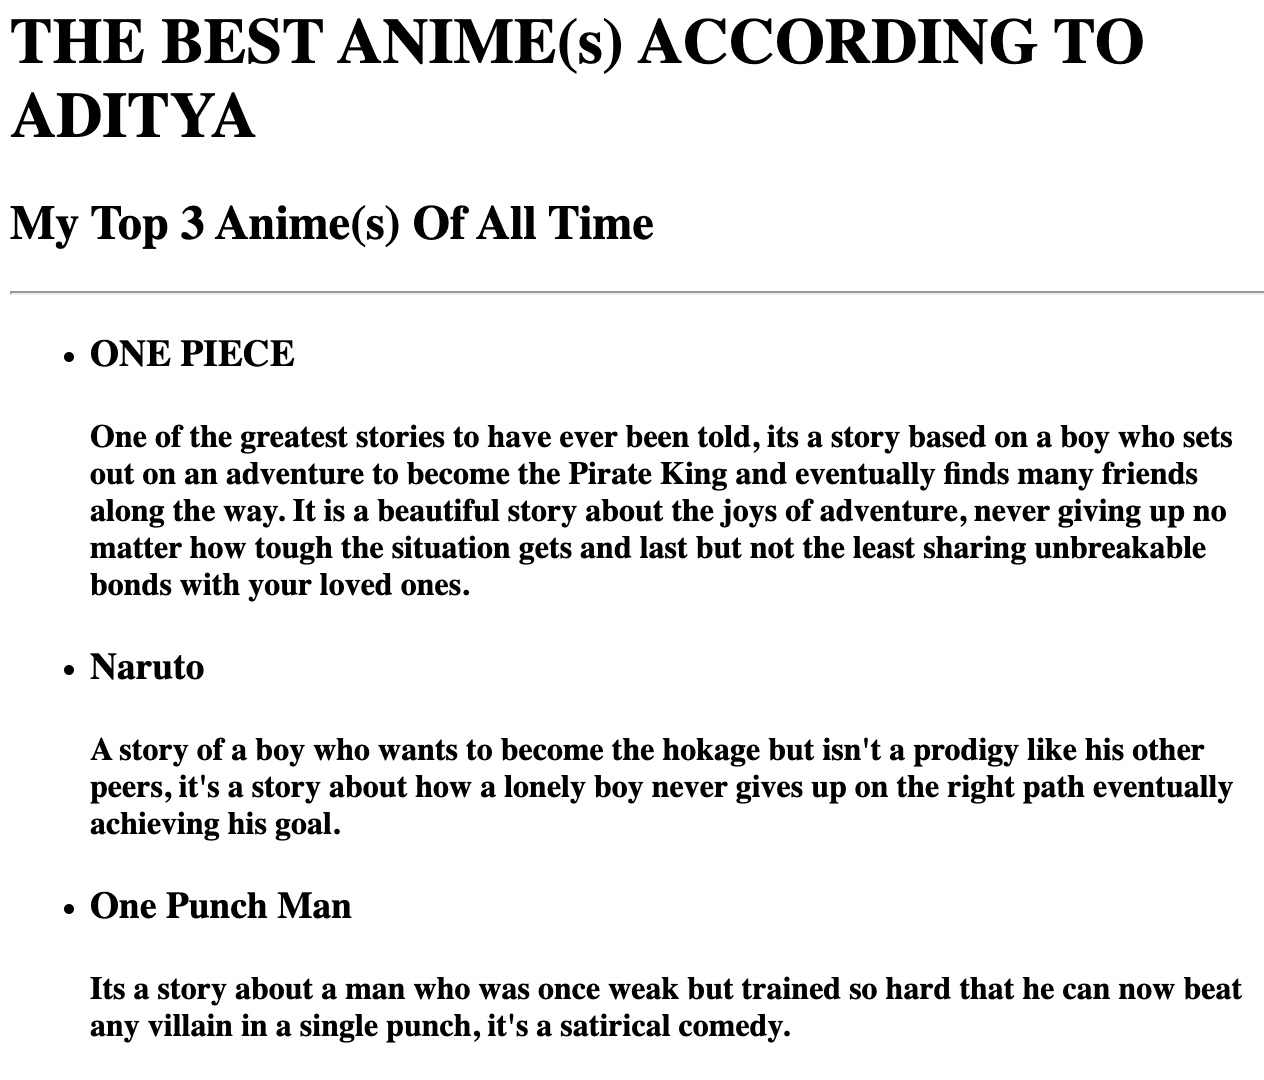 THE BEST ANIME(s) ACCORDING TO
ADITYA
My Top 3 Anime(s) Of All Time
• ONE PIECE
One of the greatest stories to have ever been told, its a story based on a boy who sets
out on an adventure to become the Pirate King and eventually finds many friends
along the way. It is a beautiful story about the joys of adventure, never giving up no
matter how tough the situation gets and last but not the least sharing unbreakable
bonds with your loved ones.
• Naruto
A story of a boy who wants to become the hokage but isn't a prodigy like his other
peers, it's a story about how a lonely boy never gives up on the right path eventually
achieving his goal.
• One Punch Man
Its a story about a man who was once weak but trained so hard that he can now beat
any villain in a single punch, it's a satirical comedy.